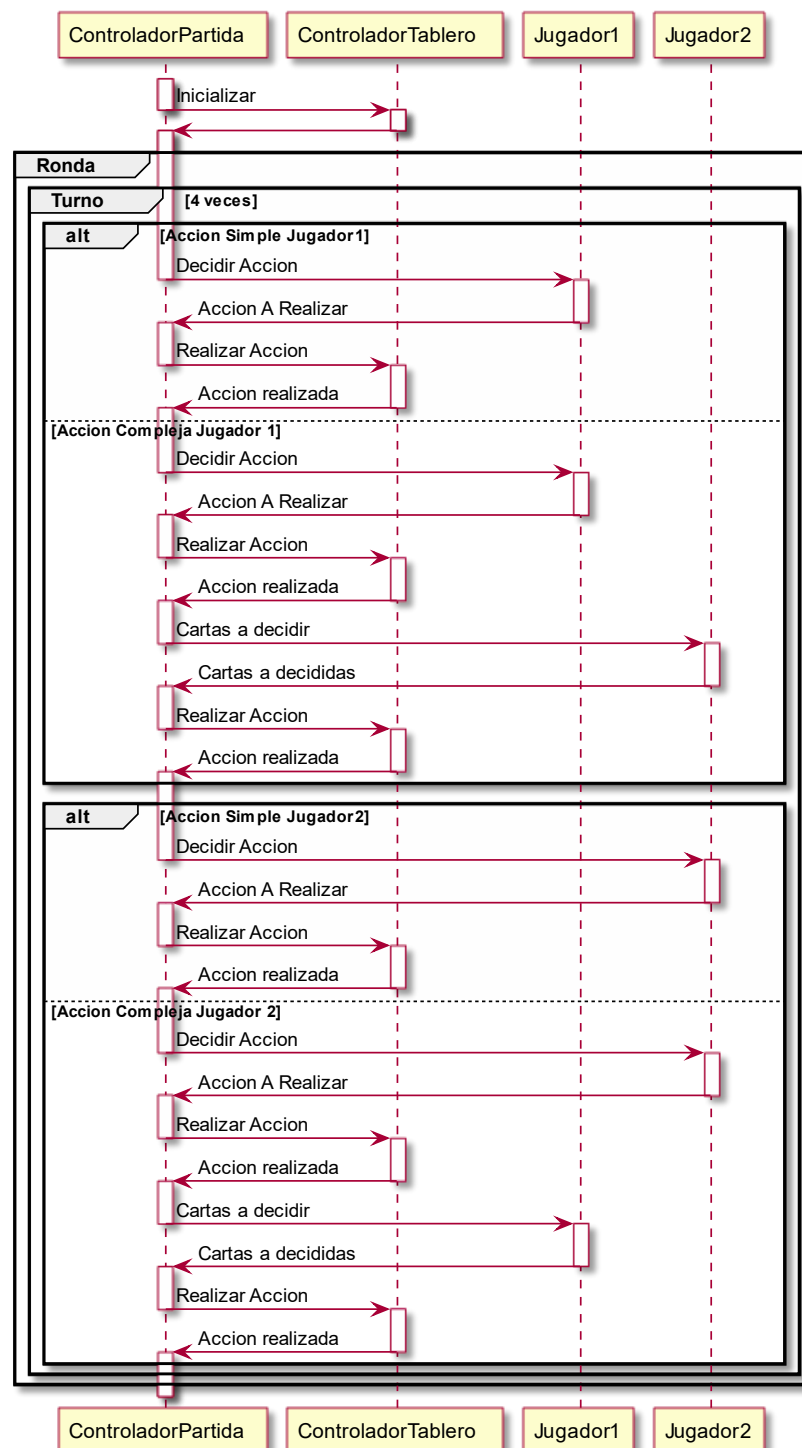 ControladorPartida ControladorTablero Jugador1 Jugador2
Inicializar
Ronda
Turno [4 veces]
alt [Accion Simple Jugador1]
Decidir Accion
Accion A Realizar
Realizar Accion
Accion realizada
[Accion Compleja Jugador 1]
Decidir Accion
Accion A Realizar
Realizar Accion
Accion realizada
Cartas a decidir
Cartas a decididas
Realizar Accion
Accion realizada
alt [Accion Simple Jugador2]
Decidir Accion
Accion A Realizar
Realizar Accion
Accion realizada
[Accion Compleja Jugador 2]
Decidir Accion
Accion A Realizar
Realizar Accion
Accion realizada
Cartas a decidir
Cartas a decididas
Realizar Accion
Accion realizada
ControladorPartida ControladorTablero Jugador1 Jugador2